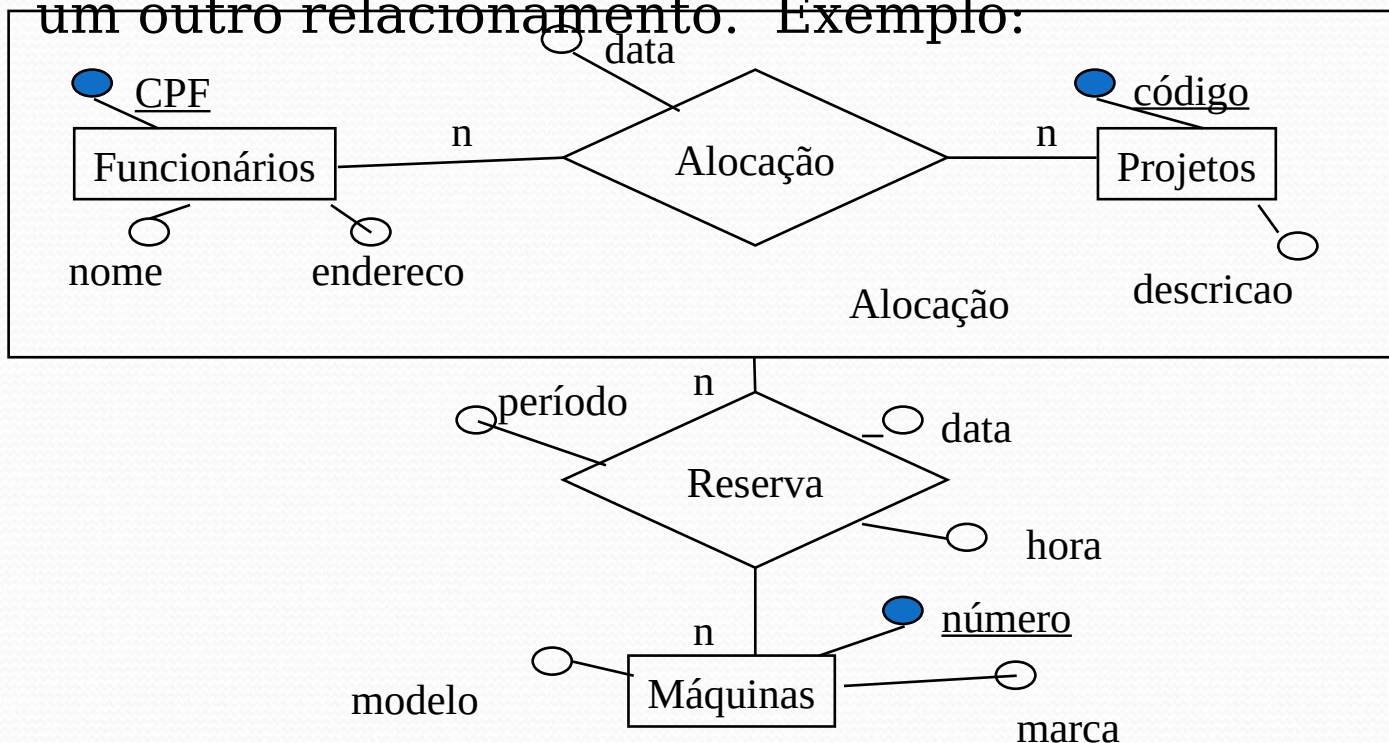 um outro relacionamento. Exemplo:
data
CPF
código
n
n
Funcionários
Alocação
Projetos
nome
endereco
descricao
Alocação
n
período
data
Reserva
hora
número
n
Máquinas
modelo
marca